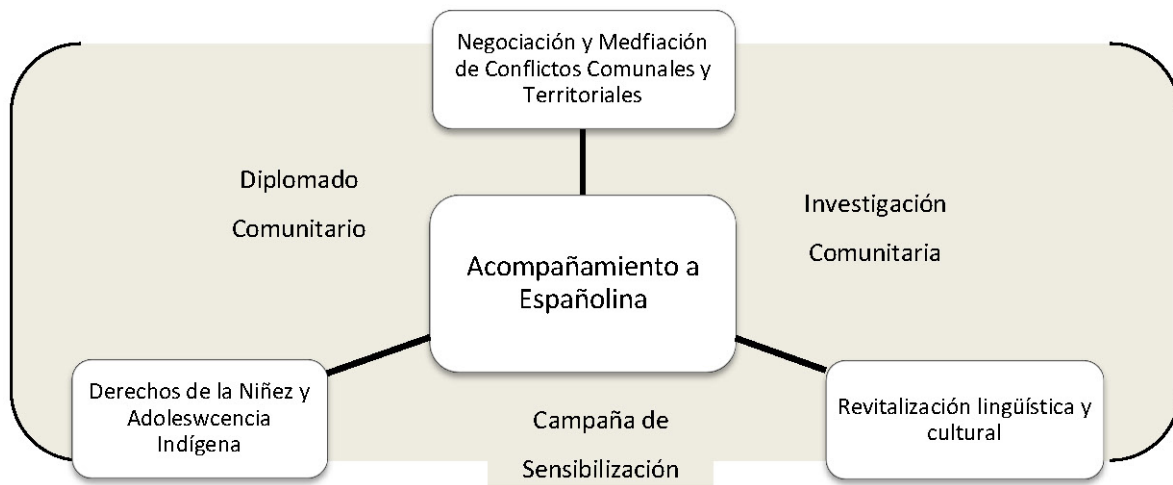 Negociación y Medfiación
de Conflictos Comunales y
Territoriales
Diplomado
Comunitario
Investigación
Comunitaria
Acompañamiento a
Españolina
Derechos de la Niñez y
Adoleswcencia
Indígena
Campaña de
Sensibilización
Revitalización lingüística y
cultural